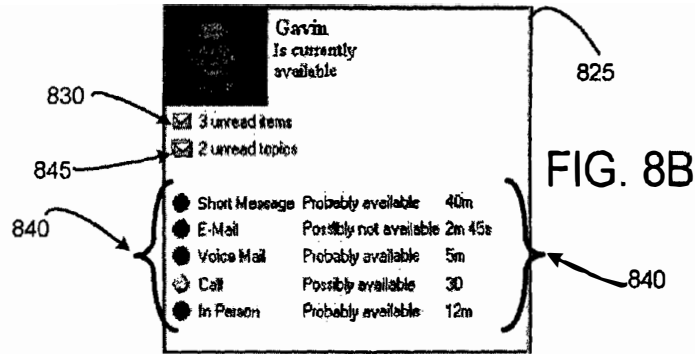 Gavin
Is currently
available
825
830
3 unread items
845
2 unread topics
FIG. 8B
840
Short Message Probably available 40m
E-Mail Possibly not available 2m 45s
Voice Mail Probably available 5m
Call Possibly available 30
In Person Probably available 12m
840